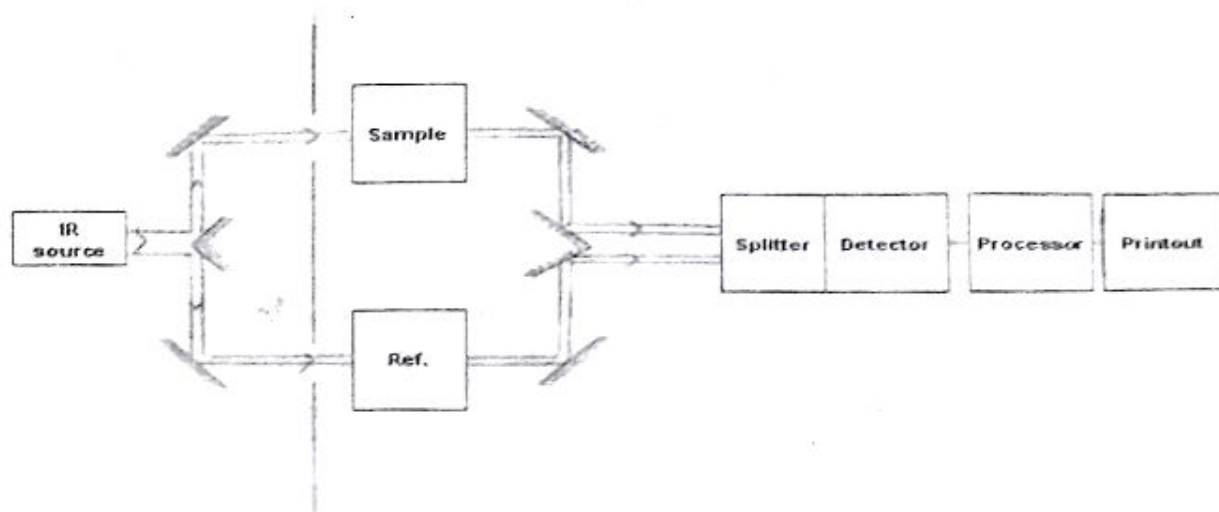 IR
source
Sample
Ref.
Splitter
Detector
Processor
Printout